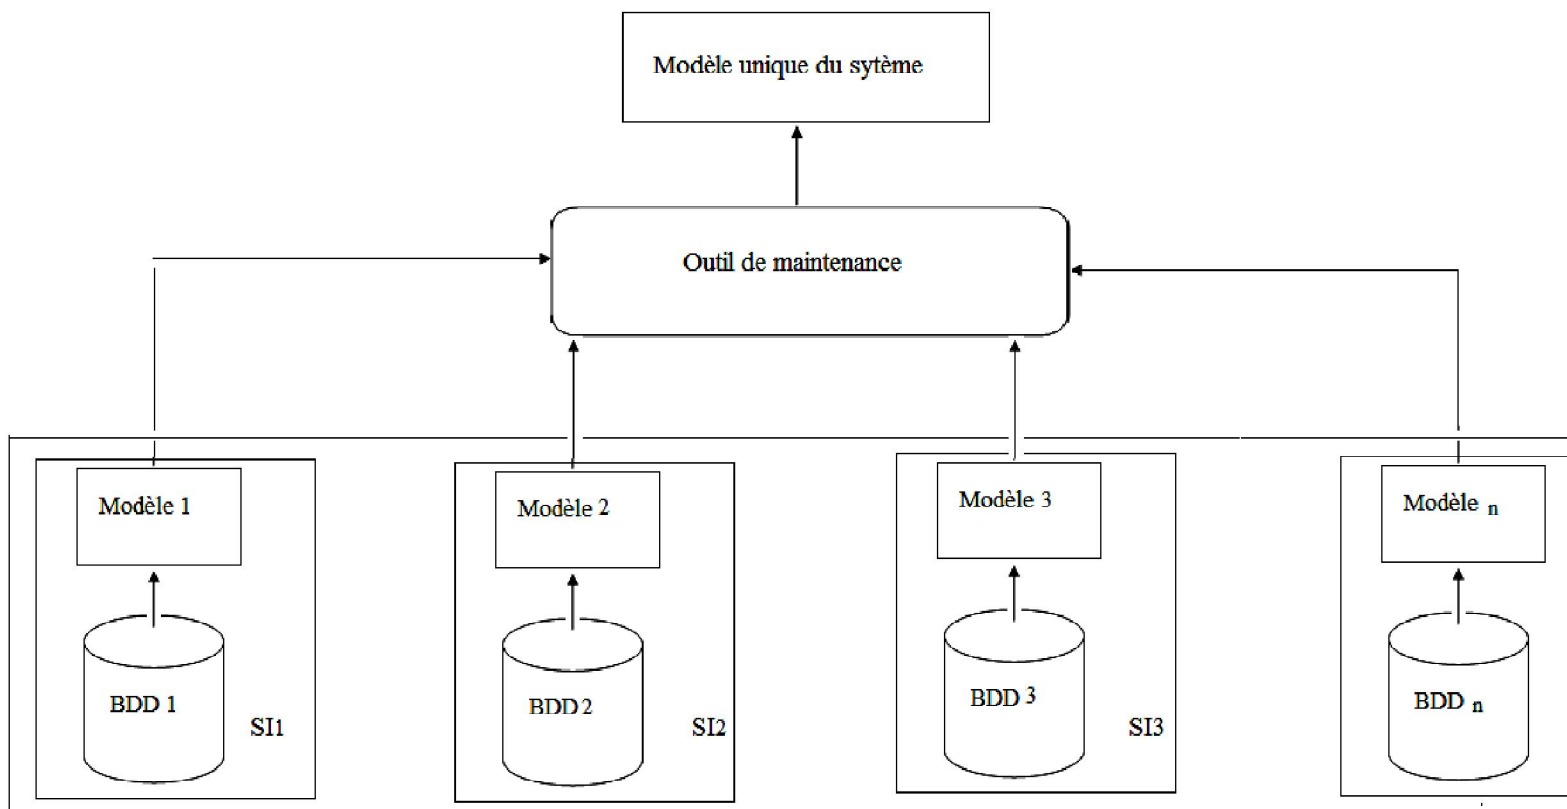 Modèle unique du sytème
Outil de maintenance
Modèle 1
Modèle 2
Modèle 3
Modèle n
BDD 1
BDD 2
BDD 3
BDD n
SI1
SI2
SI3